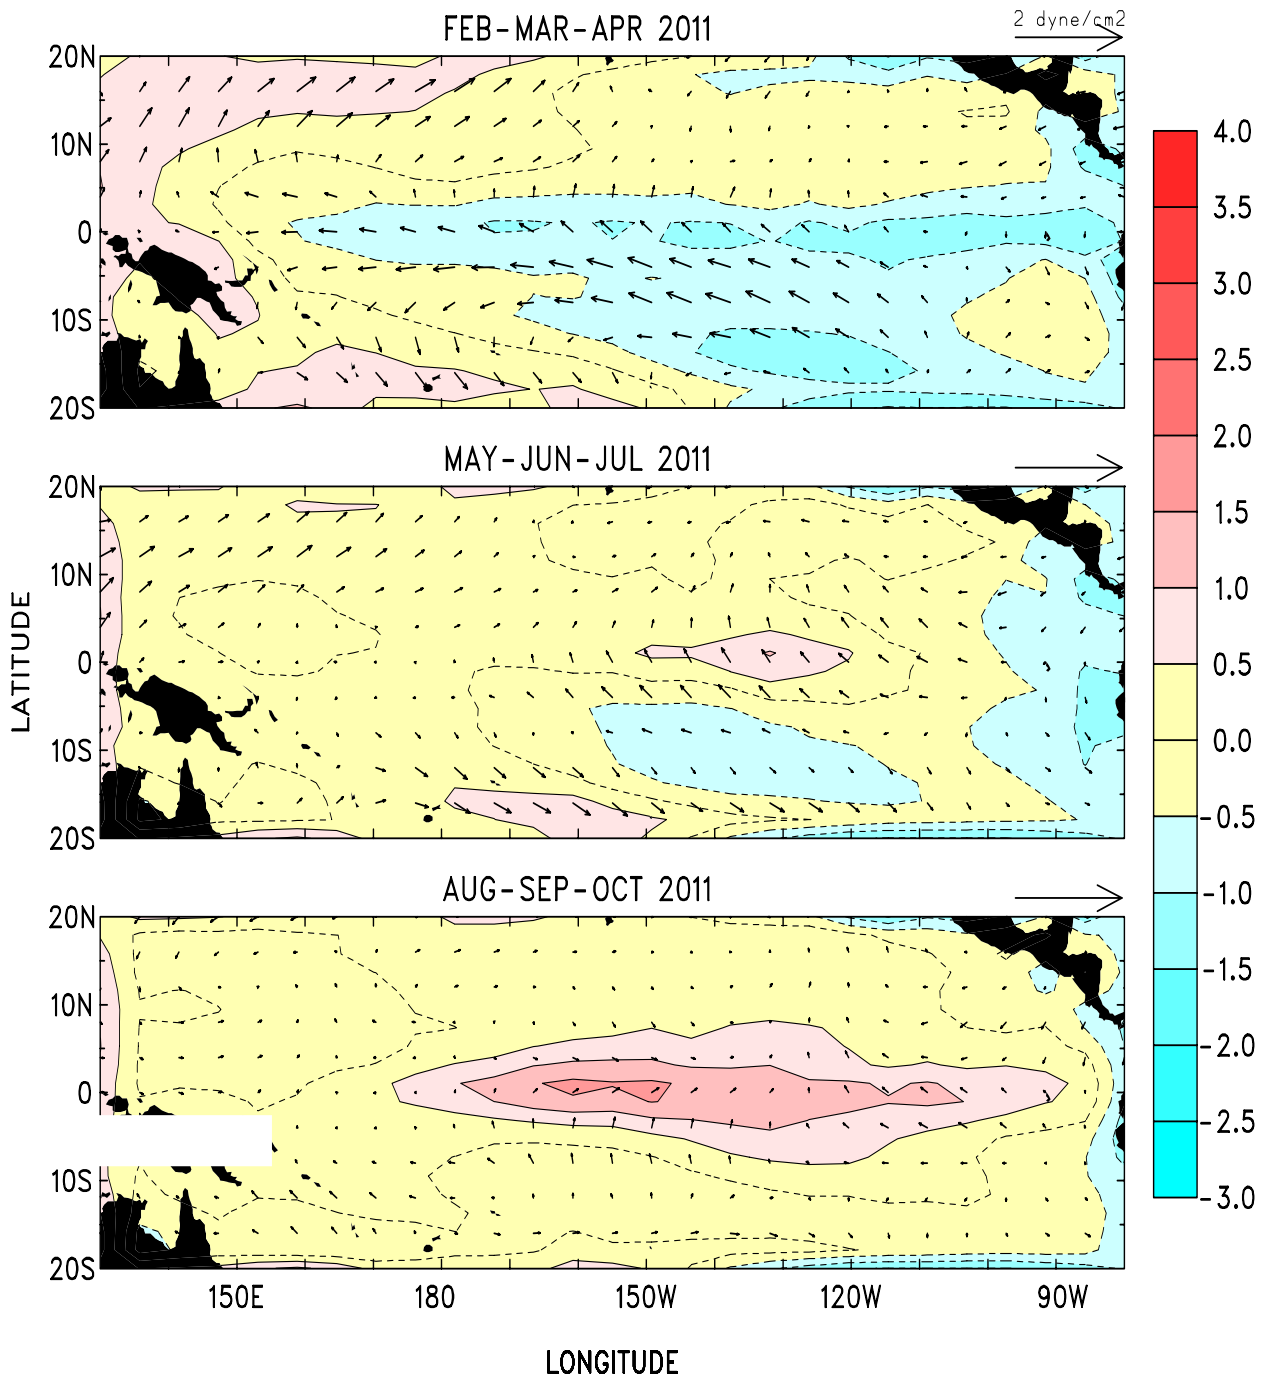 FEB-MAR-APR 2011
2 dyne/cm2
20N
10N
0
10S
20S
MAY-JUN-JUL 2011
20N
10N
0
10S
20S
LATITUDE
AUG-SEP-OCT 2011
20N
10N
0
10S
20S
150E
180
150W
120W
90W
LONGITUDE
4.0
3.5
3.0
2.5
2.0
1.5
1.0
0.5
0.0
-0.5
-1.0
-1.5
-2.0
-2.5
-3.0